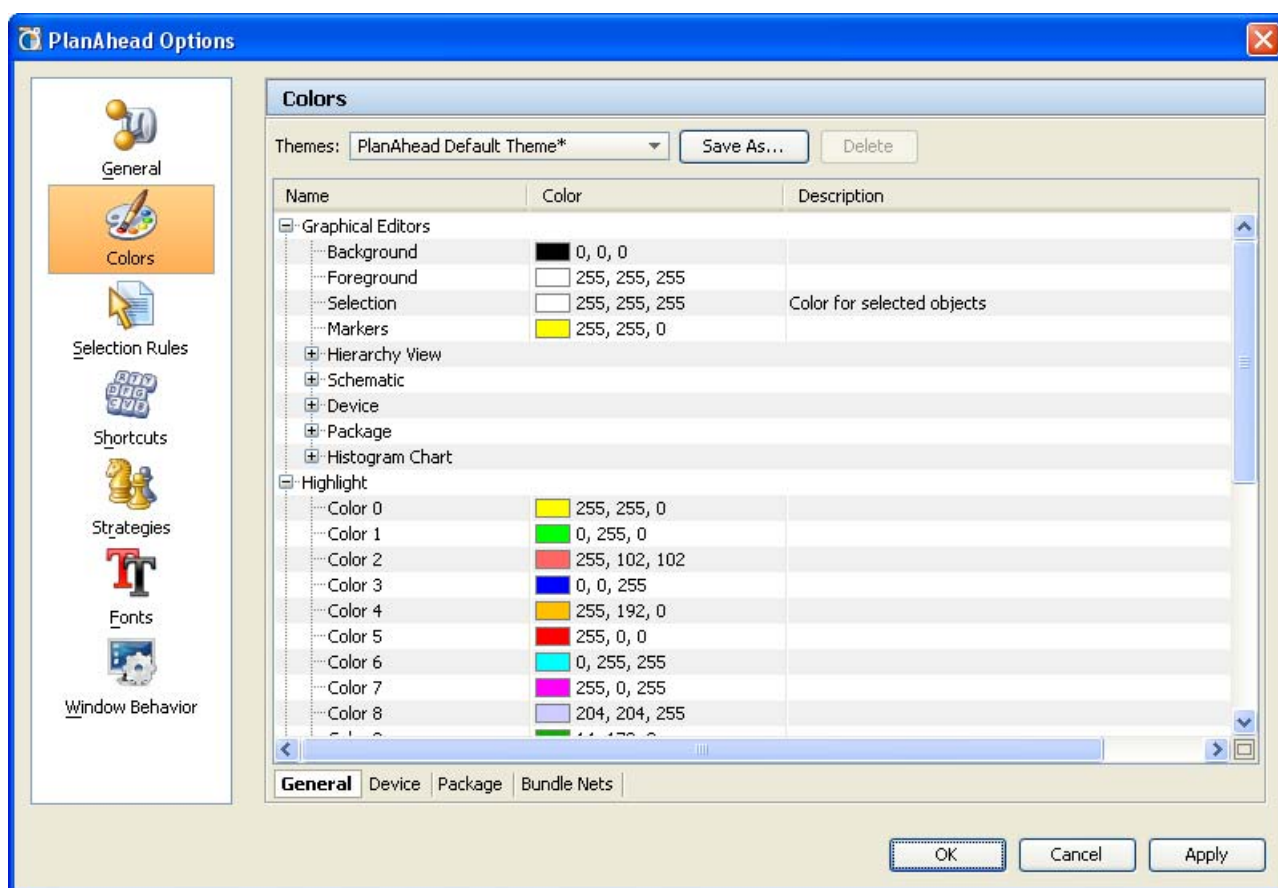 PlanAhead Options
General
Colors
Selection Rules
Shortcuts
Strategies
Fonts
Window Behavior
Colors
Themes: PlanAhead Default Theme* Save As... Delete
Name Color Description
Graphical Editors
Background 0, 0, 0
Foreground 255, 255, 255
Selection 255, 255, 255 Color for selected objects
Markers 255, 255, 0
Hierarchy View
Schematic
Device
Package
Histogram Chart
Highlight
Color 0 255, 255, 0
Color 1 0, 255, 0
Color 2 255, 102, 102
Color 3 0, 0, 255
Color 4 255, 192, 0
Color 5 255, 0, 0
Color 6 0, 255, 255
Color 7 255, 0, 255
Color 8 204, 204, 255
General Device Package Bundle Nets
OK Cancel Apply